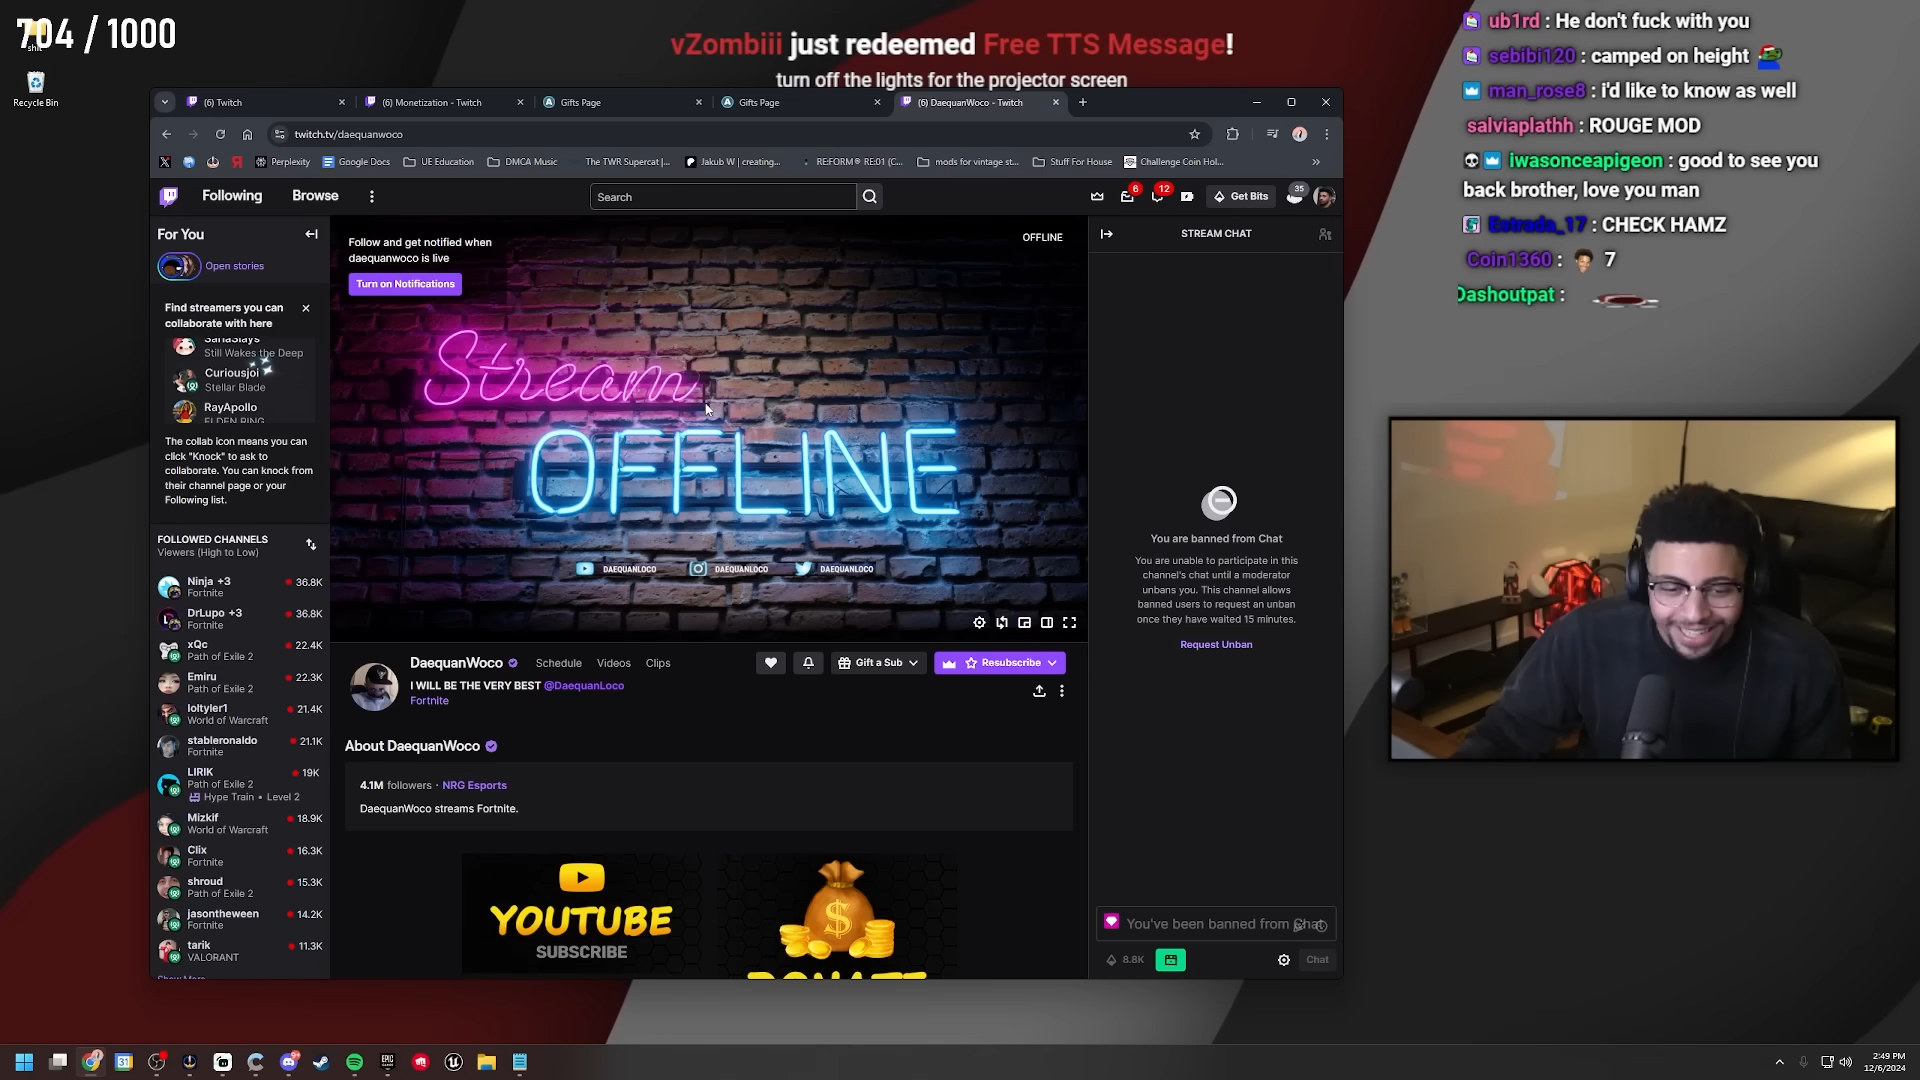 704 / 1000
shit
Recycle Bin
vZombiii just redeemed Free TTS Message!
turn off the lights for the projector screen
ub1rd : He don't fuck with you
sebibi120 : camped on height
man_rose8 : i'd like to know as well
salviaplathh : ROUGE MOD
iwasonceapigeon : good to see you
back brother, love you man
Estrada_17 : CHECK HAMZ
Coin1360 : 7
Dashoutpat :
(6) Twitch
(6) Monetization - Twitch
Gifts Page
Gifts Page
(6) DaequanWoco - Twitch
twitch.tv/daequanwoco
Perplexity
Google Docs
UE Education
DMCA Music
The TWR Supercat |...
Jakub W | creating...
REFORM® RE:01 (C...
mods for vintage st...
Stuff For House
Challenge Coin Hol...
Following
Browse
Search
6
12
Get Bits
35
For You
Open stories
Find streamers you can
collaborate with here
SariaSlays
Still Wakes the Deep
Curiousjoi
Stellar Blade
RayApollo
ELDEN RING
The collab icon means you can
click "Knock" to ask to
collaborate. You can knock from
their channel page or your
Following list.
FOLLOWED CHANNELS
Viewers (High to Low)
Ninja +3
36.8K
Fortnite
DrLupo +3
36.8K
Fortnite
xQc
22.4K
Path of Exile 2
Emiru
22.3K
Path of Exile 2
loltyler1
21.4K
World of Warcraft
stableronaldo
21.1K
Fortnite
LIRIK
19K
Path of Exile 2
Hype Train • Level 2
Mizkif
18.9K
World of Warcraft
Clix
16.3K
Fortnite
shroud
15.3K
Path of Exile 2
jasontheween
14.2K
Fortnite
tarik
11.3K
VALORANT
Show More
Follow and get notified when
daequanwoco is live
Turn on Notifications
OFFLINE
Stream
OFFLINE
DAEQUANLOCO
DAEQUANLOCO
DAEQUANLOCO
DaequanWoco
Schedule
Videos
Clips
Gift a Sub
Resubscribe
I WILL BE THE VERY BEST @DaequanLoco
Fortnite
About DaequanWoco
4.1M followers · NRG Esports
DaequanWoco streams Fortnite.
YOUTUBE
SUBSCRIBE
$
DONATE
STREAM CHAT
You are banned from Chat
You are unable to participate in this
channel's chat until a moderator
unbans you. This channel allows
banned users to request an unban
once they have waited 15 minutes.
Request Unban
You've been banned from Chat
8.8K
Chat
31
EPIC
2:49 PM
12/6/2024